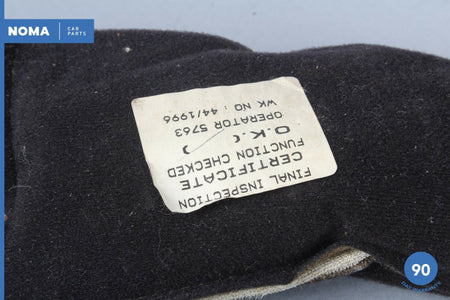 NOMA
CAR
PARTS
FINAL INSPECTION
CERTIFICATE
FUNCTION CHECKED
O.K. ( )
OPERATOR 5763
WK NO : 44/1996
90